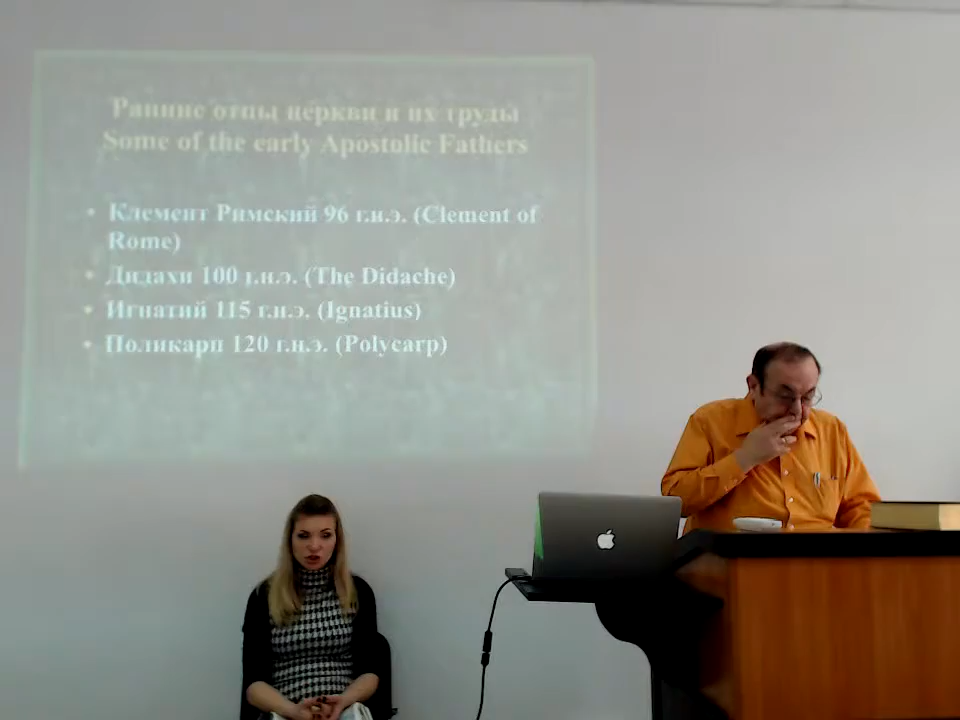 Ранние отцы церкви и их труды
Some of the early Apostolic Fathers
• Клемент Римский 96 г.н.э. (Clement of
Rome)
• Дидахи 100 г.н.э. (The Didache)
• Игнатий 115 г.н.э. (Ignatius)
• Поликарп 120 г.н.э. (Polycarp)